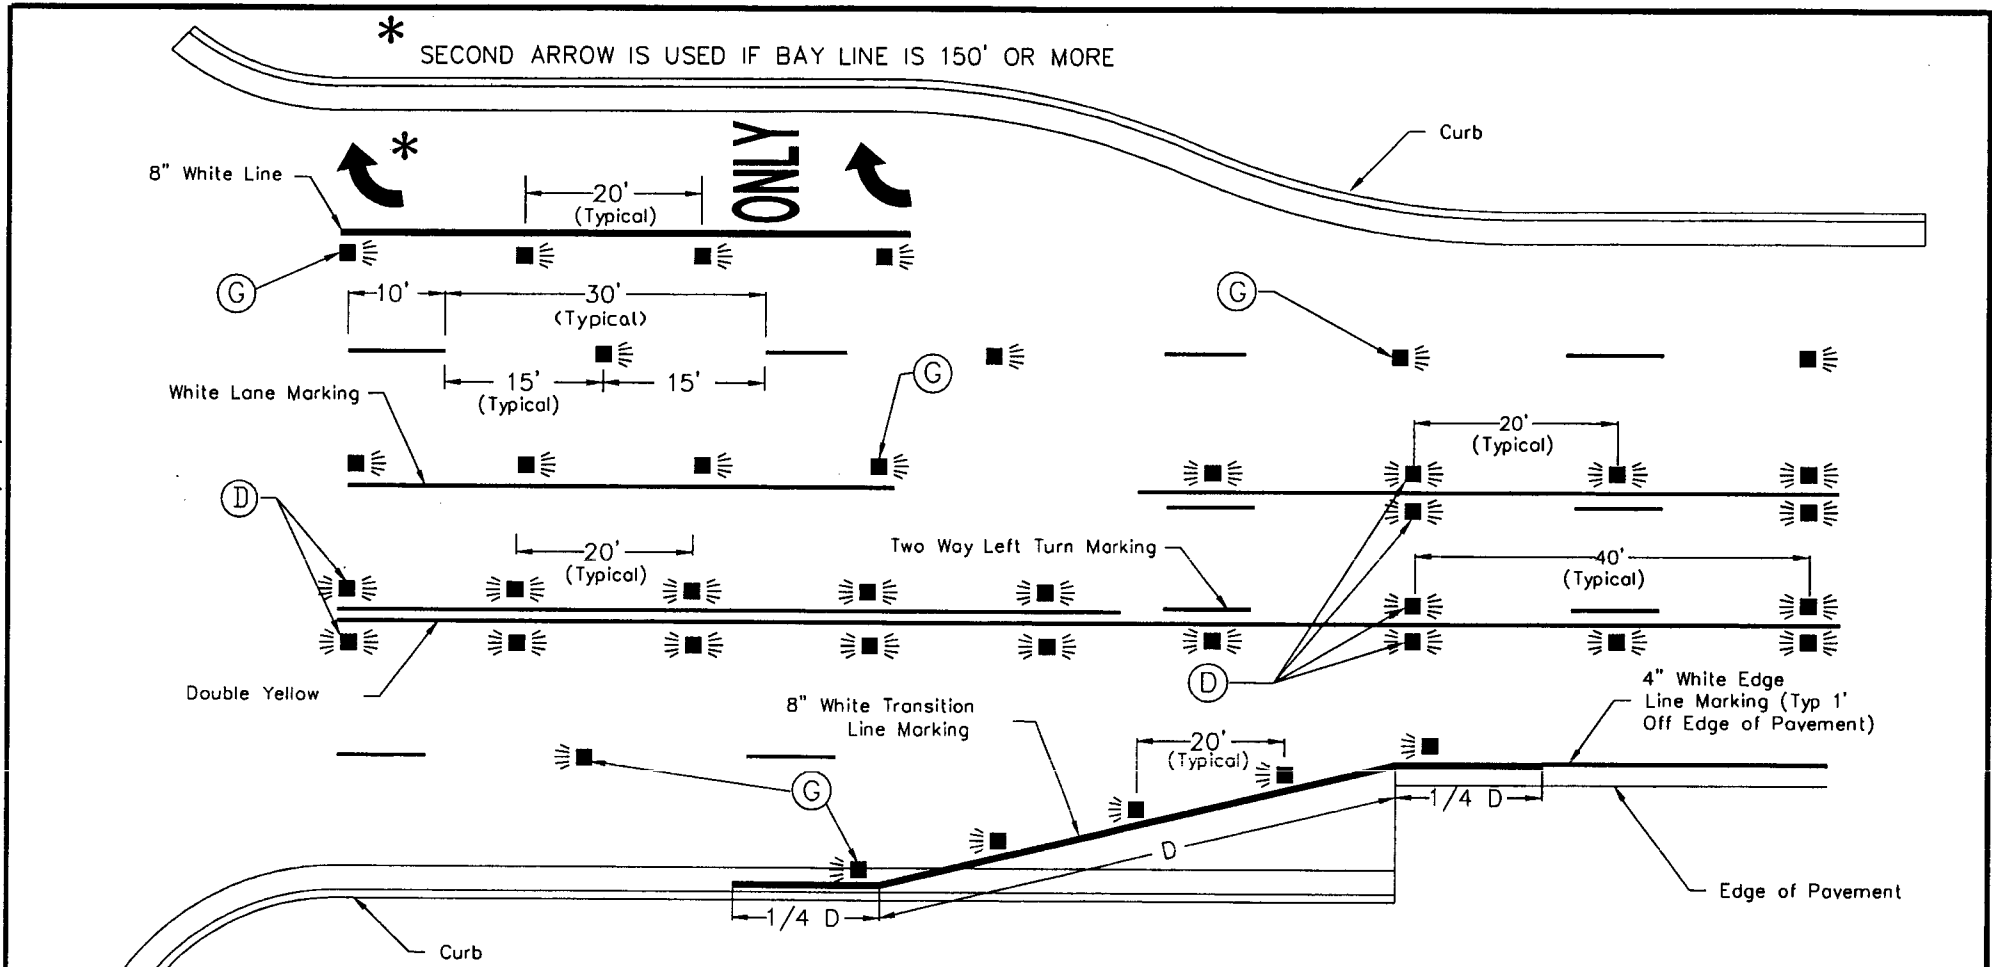 *
SECOND ARROW IS USED IF BAY LINE IS 150' OR MORE
Curb
*
ONLY
8" White Line
20'
(Typical)
G
10'
30'
(Typical)
G
15'
(Typical)
15'
G
White Lane Marking
20'
(Typical)
D
20'
(Typical)
Two Way Left Turn Marking
40'
(Typical)
Double Yellow
D
8" White Transition
Line Marking
4" White Edge
Line Marking (Typ 1'
Off Edge of Pavement)
20'
(Typical)
G
1/4 D
D
Edge of Pavement
1/4 D
Curb